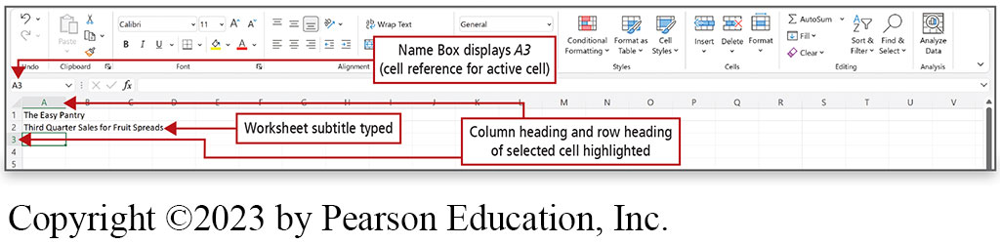 Calibri 11 A A Wrap Text General AutoSum
Paste B I U A Conditional Formatting Format as Table Cell Styles Insert Delete Format Fill Clear Sort & Filter Find & Select Analyze Data
Undo Clipboard Font Alignment Styles Cells Editing Analysis
Name Box displays A3
(cell reference for active cell)
A3 fx
A B C D E F G H I J K L M N O P Q R S T U V
1 The Easy Pantry
2 Third Quarter Sales for Fruit Spreads
Worksheet subtitle typed
Column heading and row heading
of selected cell highlighted
3
4
5
Copyright ©2023 by Pearson Education, Inc.